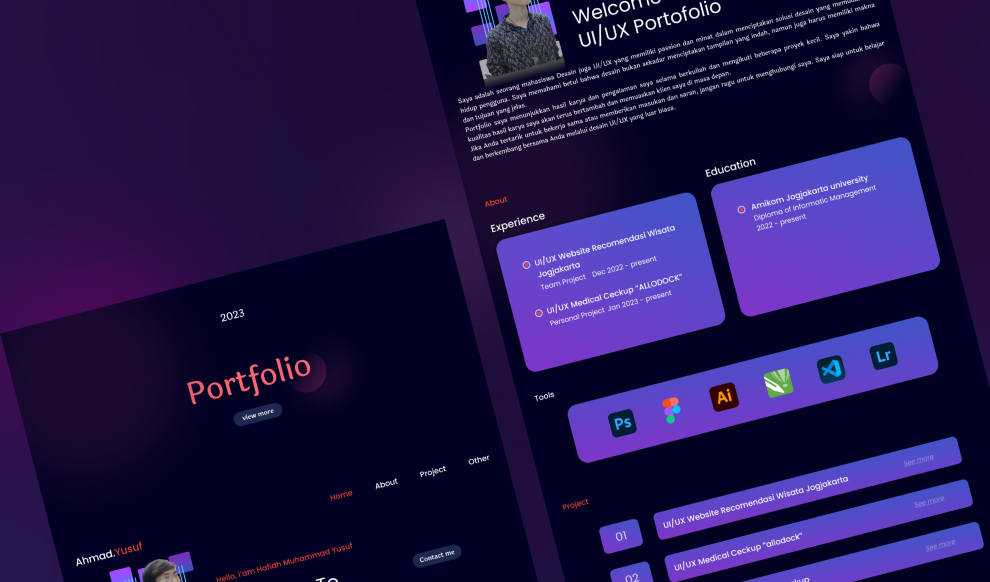 2023
Portfolio
view more
Home
About
Project
Other
Ahmad.Yusuf
Hello, i'am Hafidh Muhammad Yusuf
Contact me
To
Welcome
UI/UX Portofolio
Saya adalah seorang mahasiswa Desain juga UI/UX yang memiliki passion dan minat dalam menciptakan solusi desain yang
hidup pengguna. Saya memahami betul bahwa desain bukan sekadar menciptakan tampilan yang indah, namun juga harus memiliki makna
dan tujuan yang jelas.
Portfolio saya menunjukkan hasil karya dan pengalaman saya selama berkuliah dan mengikuti beberapa proyek kecil. Saya yakin bahwa
kualitas hasil karya saya akan terus bertambah dan memuaskan klien saya di masa depan.
Jika Anda tertarik untuk bekerja sama atau memberikan masukan dan saran, jangan ragu untuk menghubungi saya. Saya siap untuk belajar
dan berkembang bersama Anda melalui desain UI/UX yang luar biasa.
About
Experience
UI/UX Website Recomendasi Wisata
Jogjakarta
Team Project Dec 2022 - present
UI/UX Medical Ceckup "ALLODOCK"
Personal Project Jan 2023 - present
Education
Amikom Jogjakarta university
Diploma of Informatic Management
2022 - present
Tools
Ps
Ai
Lr
Project
01
UI/UX Website Recomendasi Wisata Jogjakarta
See more
02
UI/UX Medical Ceckup "allodock"
See more
See more